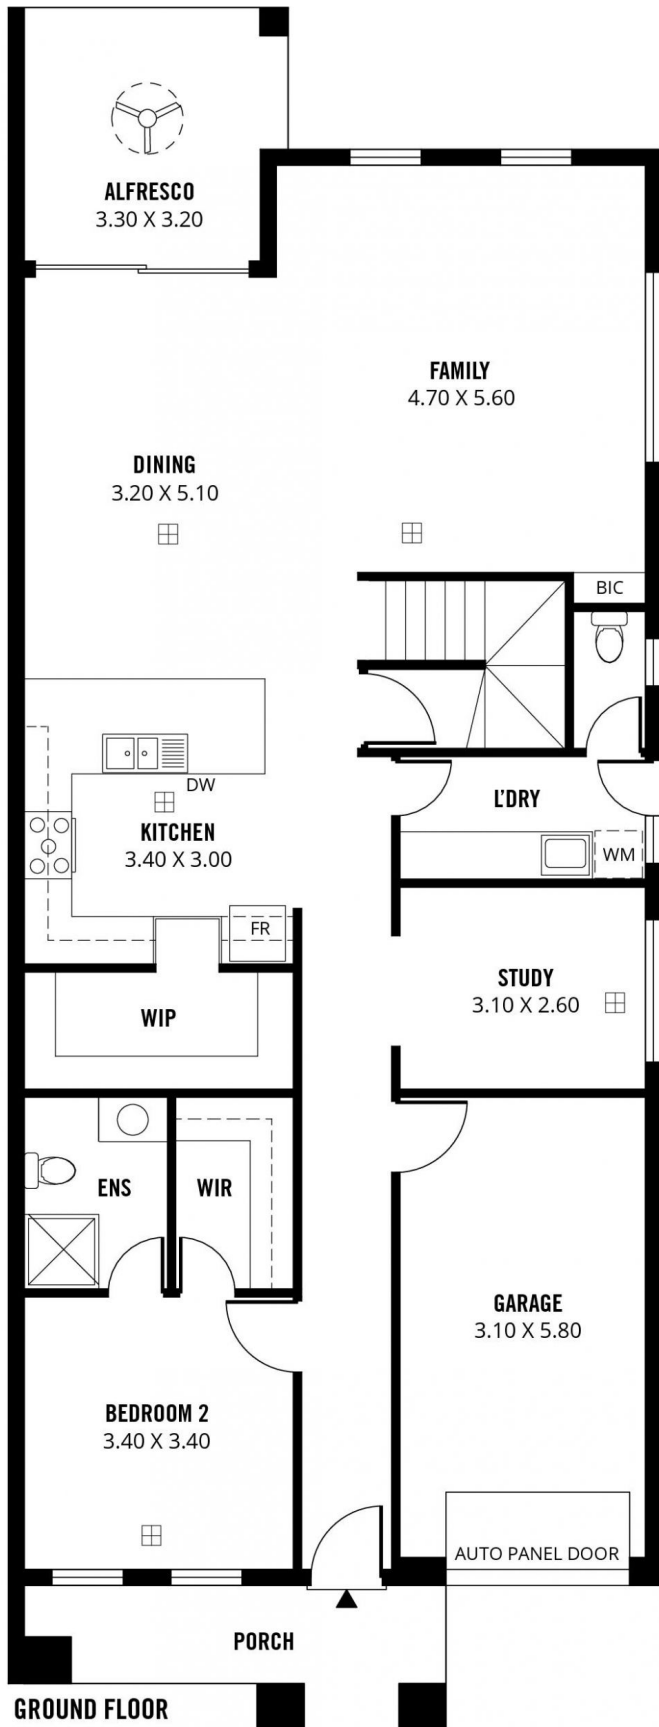 ALFRESCO
3.30 X 3.20
FAMILY
4.70 X 5.60
DINING
3.20 X 5.10
BIC
DW
L'DRY
KITCHEN
3.40 X 3.00
WM
FR
STUDY
3.10 X 2.60
WIP
ENS
WIR
GARAGE
3.10 X 5.80
BEDROOM 2
3.40 X 3.40
AUTO PANEL DOOR
PORCH
GROUND FLOOR